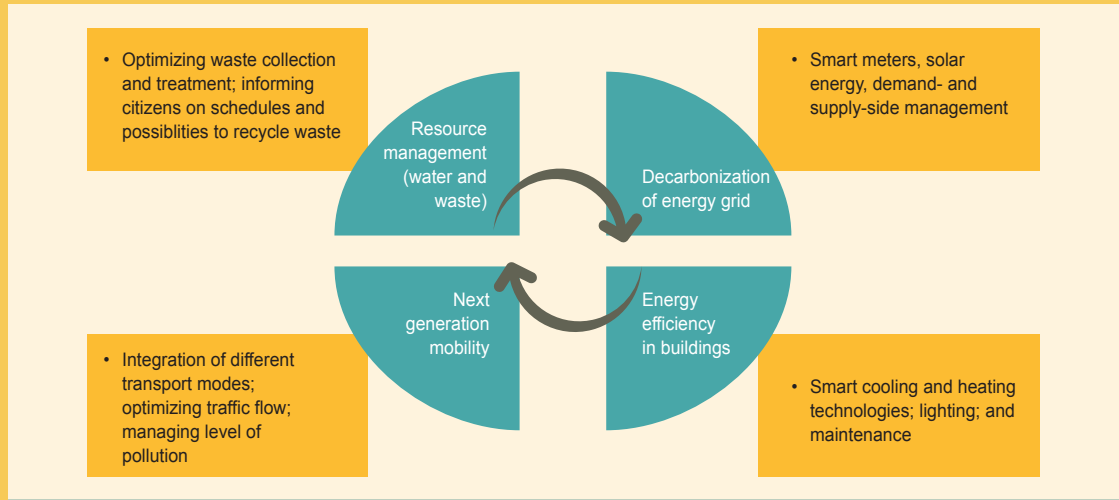 • Optimizing waste collection
and treatment; informing
citizens on schedules and
possiblities to recycle waste
Resource
management
(water and
waste)
• Smart meters, solar
energy, demand- and
supply-side management
Decarbonization
of energy grid
Next
generation
mobility
• Integration of different
transport modes;
optimizing traffic flow;
managing level of
pollution
Energy
efficiency
in buildings
• Smart cooling and heating
technologies; lighting; and
maintenance